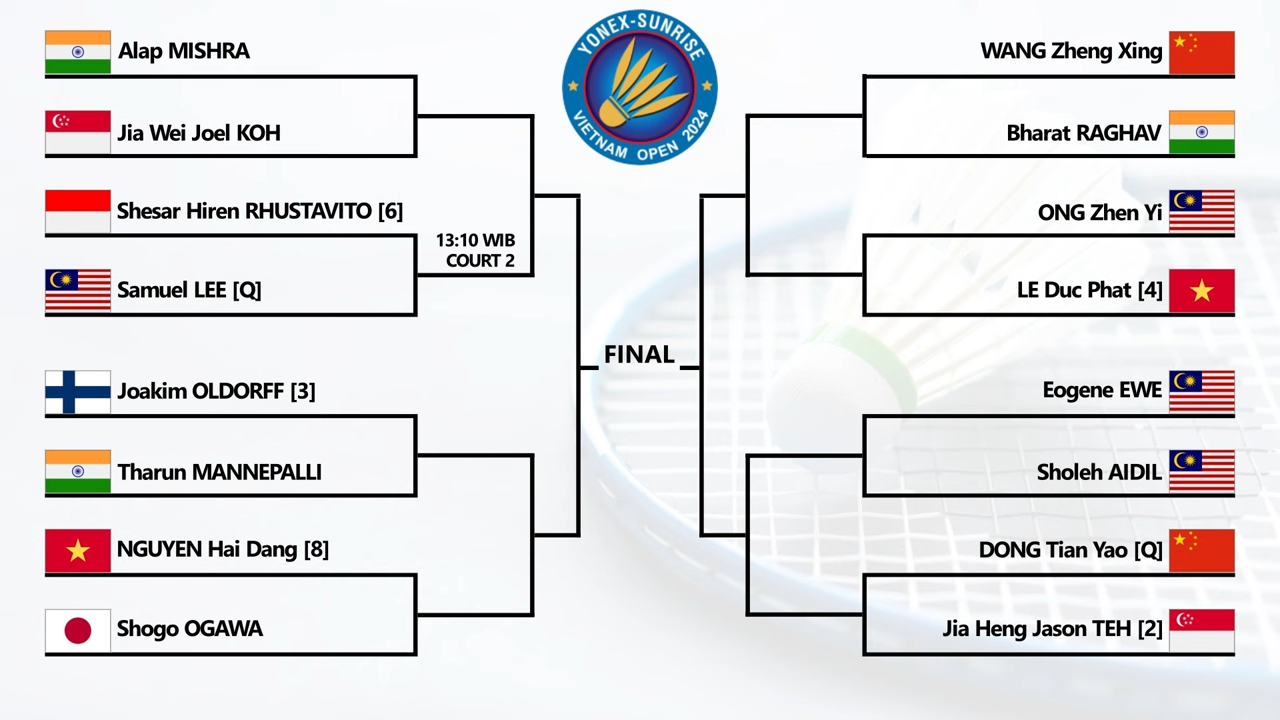 YONEX-SUNRISE
VIETNAM OPEN 2024
Alap MISHRA
Jia Wei Joel KOH
Shesar Hiren RHUSTAVITO [6]
13:10 WIB
COURT 2
Samuel LEE [Q]
Joakim OLDORFF [3]
Tharun MANNEPALLI
NGUYEN Hai Dang [8]
Shogo OGAWA
FINAL
WANG Zheng Xing
Bharat RAGHAV
ONG Zhen Yi
LE Duc Phat [4]
Eogene EWE
Sholeh AIDIL
DONG Tian Yao [Q]
Jia Heng Jason TEH [2]